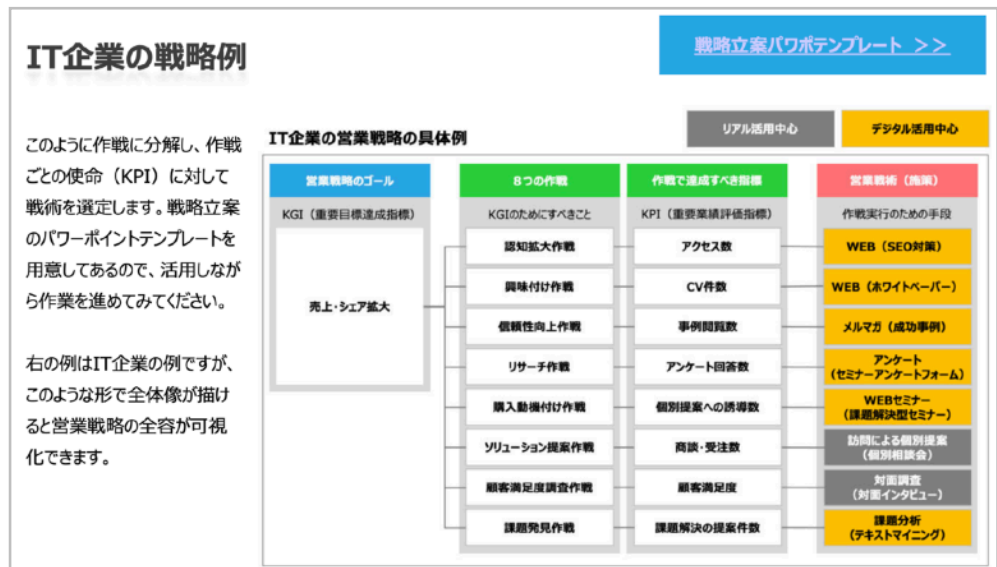 IT企業の戦略例
戦略立案パワポテンプレート >>
このように作戦に分解し、作戦
ごとの使命（KPI）に対して
戦術を選定します。戦略立案
のパワーポイントテンプレートを
用意してあるので、活用しなが
ら作業を進めてみてください。
右の例はIT企業の例ですが、
このような形で全体像が描け
ると営業戦略の全容が可視
化できます。
IT企業の営業戦略の具体例
リアル活用中心
デジタル活用中心
営業戦略のゴール
KGI（重要目標達成指標）
売上・シェア拡大
8つの作戦
KGIのためにすべきこと
認知拡大作戦
興味付け作戦
信頼性向上作戦
リサーチ作戦
購入動機付け作戦
ソリューション提案作戦
顧客満足度調査作戦
課題発見作戦
作戦で達成すべき指標
KPI（重要業績評価指標）
アクセス数
CV件数
事例閲覧数
アンケート回答数
個別提案への誘導数
商談・受注数
顧客満足度
課題解決の提案件数
営業戦術（施策）
作戦実行のための手段
WEB（SEO対策）
WEB（ホワイトペーパー）
メルマガ（成功事例）
アンケート
（セミナーアンケートフォーム）
WEBセミナー
（課題解決型セミナー）
訪問による個別提案
（個別相談会）
対面調査
（対面インタビュー）
課題分析
（テキストマイニング）